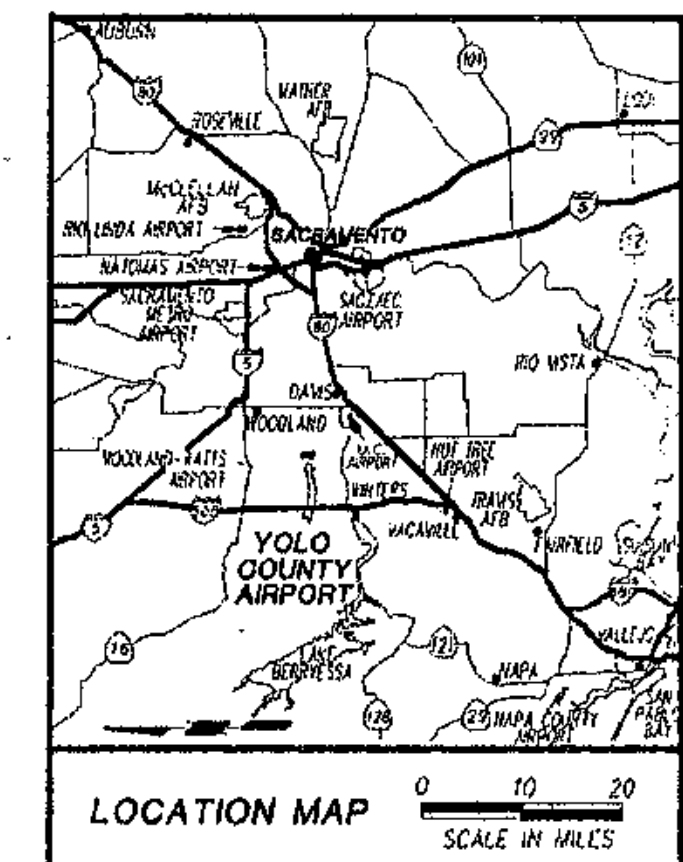 AUBURN
80
101
MATHER
AFB
LODI
ROSEVILLE
99
McCLELLAN
AFB
5
RIO LINDA AIRPORT
SACRAMENTO
12
NATOMAS AIRPORT
SACRAMENTO
METRO
AIRPORT
SAC EXEC
AIRPORT
80
5
RIO VISTA
DAVIS
WOODLAND
U.C.
AIRPORT
NUT TREE
AIRPORT
WOODLAND-WATTS
AIRPORT
WINTERS
TRAVIS
AFB
505
5
VACAVILLE
FAIRFIELD
SUISUN
BAY
YOLO
COUNTY
AIRPORT
VALLEJO
16
LAKE
BERRYESSA
121
NAPA
128
29
NAPA COUNTY
AIRPORT
SAN
PABLO
BAY
LOCATION MAP
0 10 20
SCALE IN MILES